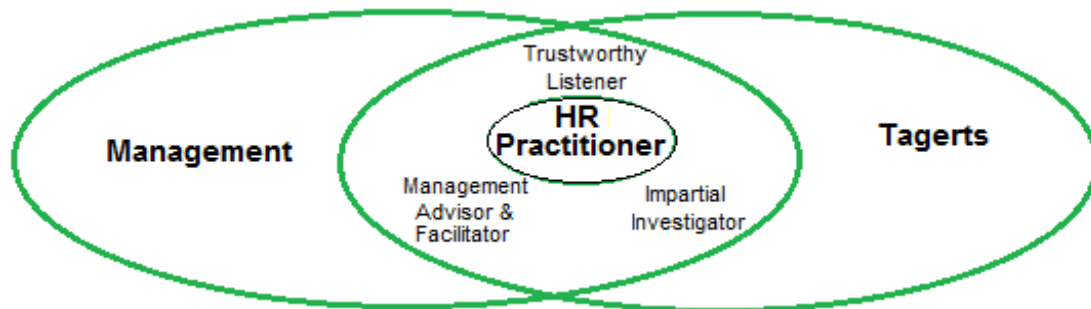 Trustworthy
Listener
HR
Practitioner
Management
Tagerts
Management
Advisor &
Facilitator
Impartial
Investigator